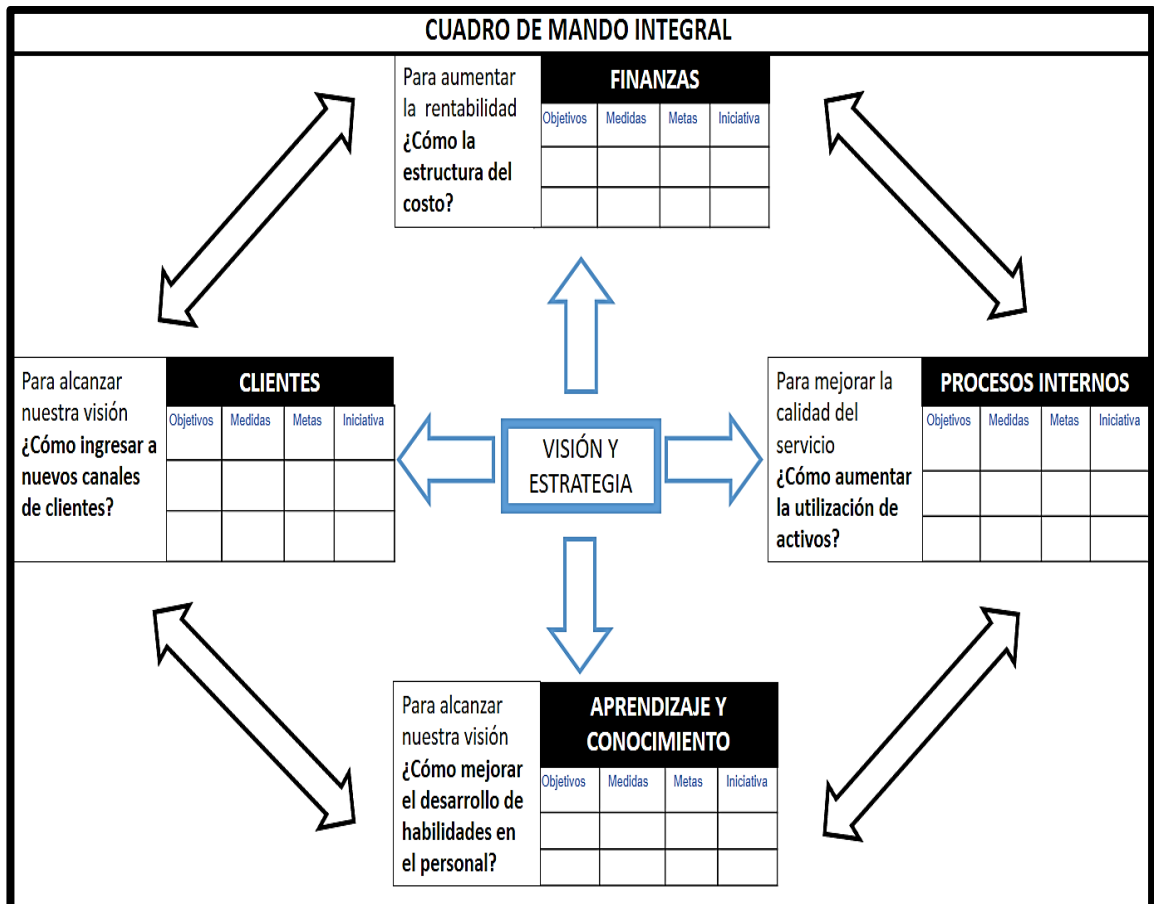 CUADRO DE MANDO INTEGRAL
Para aumentar
la rentabilidad
¿Cómo la
estructura del
costo?
FINANZAS
Objetivos Medidas Metas Iniciativa
Para alcanzar
nuestra visión
¿Cómo ingresar a
nuevos canales
de clientes?
CLIENTES
Objetivos Medidas Metas Iniciativa
VISIÓN Y
ESTRATEGIA
Para mejorar la
calidad del
servicio
¿Cómo aumentar
la utilización de
activos?
PROCESOS INTERNOS
Objetivos Medidas Metas Iniciativa
Para alcanzar
nuestra visión
¿Cómo mejorar
el desarrollo de
habilidades en
el personal?
APRENDIZAJE Y
CONOCIMIENTO
Objetivos Medidas Metas Iniciativa